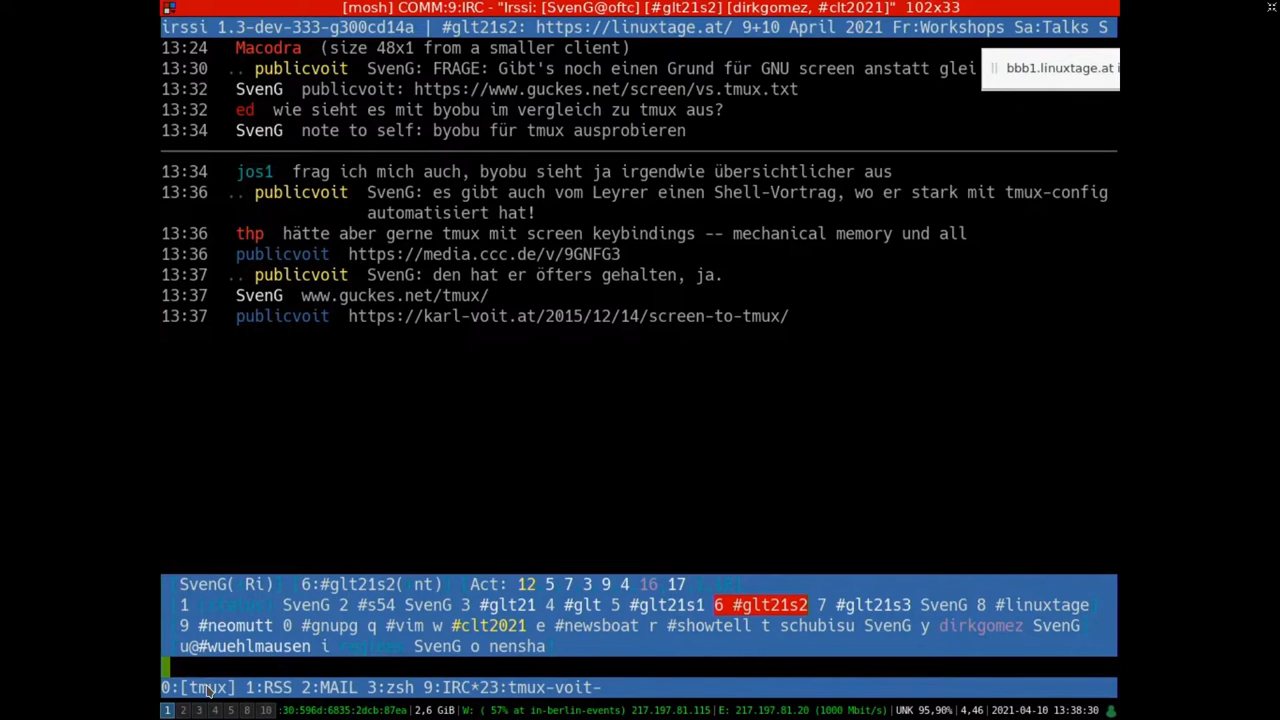 [mosh] COMM:9:IRC - "Irssi: [SvenG@oftc] [#glt21s2] [dirkgomez, #clt2021]" 102x33
irssi 1.3-dev-333-g300cd14a | #glt21s2: https://linuxtage.at/ 9+10 April 2021 Fr:Workshops Sa:Talks S
13:24 Macodra (size 48x1 from a smaller client)
13:30 .. publicvoit SvenG: FRAGE: Gibt's noch einen Grund für GNU screen anstatt glei
bbb1.linuxtage.at i
13:32 SvenG publicvoit: https://www.guckes.net/screen/vs.tmux.txt
13:32 ed wie sieht es mit byobu im vergleich zu tmux aus?
13:34 SvenG note to self: byobu für tmux ausprobieren
13:34 jos1 frag ich mich auch, byobu sieht ja irgendwie übersichtlicher aus
13:36 .. publicvoit SvenG: es gibt auch vom Leyrer einen Shell-Vortrag, wo er stark mit tmux-config
automatisiert hat!
13:36 thp hätte aber gerne tmux mit screen keybindings -- mechanical memory und all
13:36 publicvoit https://media.ccc.de/v/9GNFG3
13:37 .. publicvoit SvenG: den hat er öfters gehalten, ja.
13:37 SvenG www.guckes.net/tmux/
13:37 publicvoit https://karl-voit.at/2015/12/14/screen-to-tmux/
SvenG( Ri) 6:#glt21s2( nt) Act: 12 5 7 3 9 4 16 17
1 SvenG 2 #s54 SvenG 3 #glt21 4 #glt 5 #glt21s1 6 #glt21s2 7 #glt21s3 SvenG 8 #linuxtage
9 #neomutt 0 #gnupg q #vim w #clt2021 e #newsboat r #showtell t schubisu SvenG y dirkgomez SvenG
u@#wuehlmausen i SvenG o nensha
0:[tmux] 1:RSS 2:MAIL 3:zsh 9:IRC*23:tmux-voit-
1 2 3 4 5 8 10 :30:596d:6835:2dcb:87ea | 2,6 GiB | W: ( 57% at in-berlin-events) 217.197.81.115 | E: 217.197.81.20 (1000 Mbit/s) | UNK 95,90% | 4,46 | 2021-04-10 13:38:30